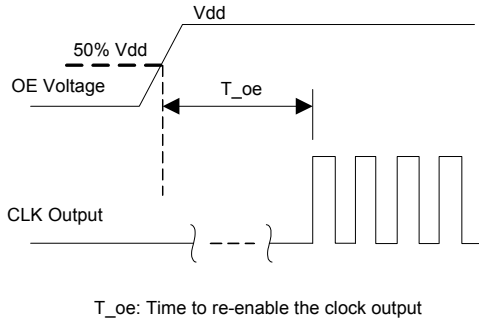 Vdd
50% Vdd
OE Voltage
T_oe
CLK Output
T_oe: Time to re-enable the clock output